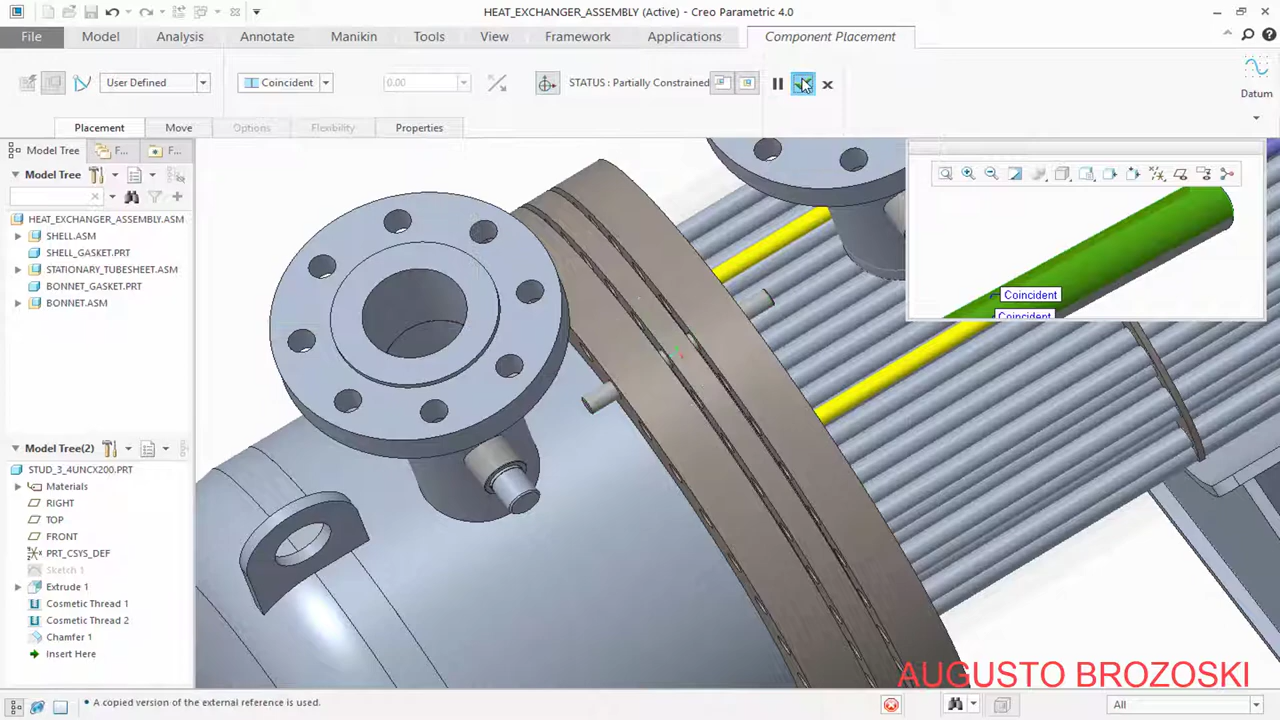 HEAT_EXCHANGER_ASSEMBLY (Active) - Creo Parametric 4.0
File Model Analysis Annotate Manikin Tools View Framework Applications Component Placement
User Defined Coincident 0.00 STATUS : Partially Constrained
Datum
Placement Move Options Flexibility Properties
Model Tree F... F...
Model Tree
HEAT_EXCHANGER_ASSEMBLY.ASM
SHELL.ASM
SHELL_GASKET.PRT
STATIONARY_TUBESHEET.ASM
BONNET_GASKET.PRT
BONNET.ASM
Coincident
Coincident
Model Tree(2)
STUD_3_4UNCX200.PRT
Materials
RIGHT
TOP
FRONT
PRT_CSYS_DEF
Sketch 1
Extrude 1
Cosmetic Thread 1
Cosmetic Thread 2
Chamfer 1
Insert Here
AUGUSTO BROZOSKI
• A copied version of the external reference is used.
All